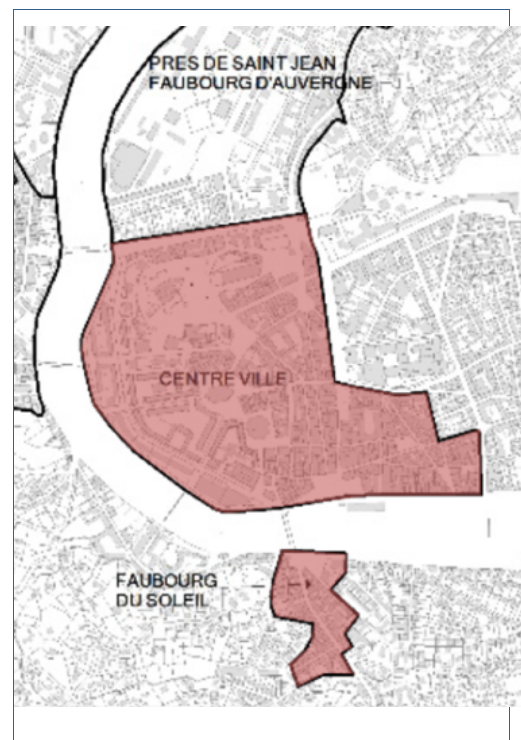 PRES DE SAINT JEAN
FAUBOURG D'AUVERGNE
CENTRE VILLE
FAUBOURG
DU SOLEIL